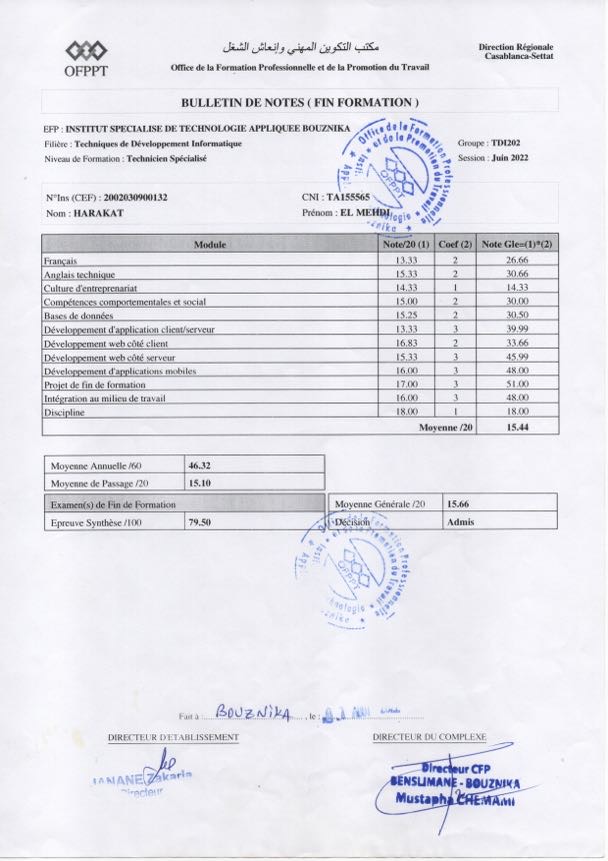 مكتب التكوين المهني وإنعاش الشغل
OFPPT
Office de la Formation Professionnelle et de la Promotion du Travail
Direction Régionale
Casablanca-Settat
BULLETIN DE NOTES ( FIN FORMATION )
EFP : INSTITUT SPECIALISE DE TECHNOLOGIE APPLIQUEE BOUZNIKA
Filière : Techniques de Développement Informatique
Groupe : TDI202
Niveau de Formation : Technicien Spécialisé
Session : Juin 2022
Office de la Formation Professionnelle
et de la Promotion du Travail
OFPPT
N°Ins (CEF) : 2002030900132 CNI : TA155565
Nom : HARAKAT Prénom : EL MEHDI
Module Note/20 (1) Coef (2) Note Gle=(1)*(2)
Français 13.33 2 26.66
Anglais technique 15.33 2 30.66
Culture d'entreprenariat 14.33 1 14.33
Compétences comportementales et social 15.00 2 30.00
Bases de données 15.25 2 30.50
Développement d'application client/serveur 13.33 3 39.99
Développement web côté client 16.83 2 33.66
Développement web côté serveur 15.33 3 45.99
Développement d'applications mobiles 16.00 3 48.00
Projet de fin de formation 17.00 3 51.00
Intégration au milieu de travail 16.00 3 48.00
Discipline 18.00 1 18.00
Moyenne /20 15.44
Moyenne Annuelle /60 46.32
Moyenne de Passage /20 15.10
Examen(s) de Fin de Formation Moyenne Générale /20 15.66
Epreuve Synthèse /100 79.50 Décision Admis
OFPPT
Fait à BOUZNIKA , le :
DIRECTEUR D'ETABLISSEMENT DIRECTEUR DU COMPLEXE
Zakaria
Directeur
Directeur CFP
BENSLIMANE - BOUZNIKA
Mustapha CHEMAMI